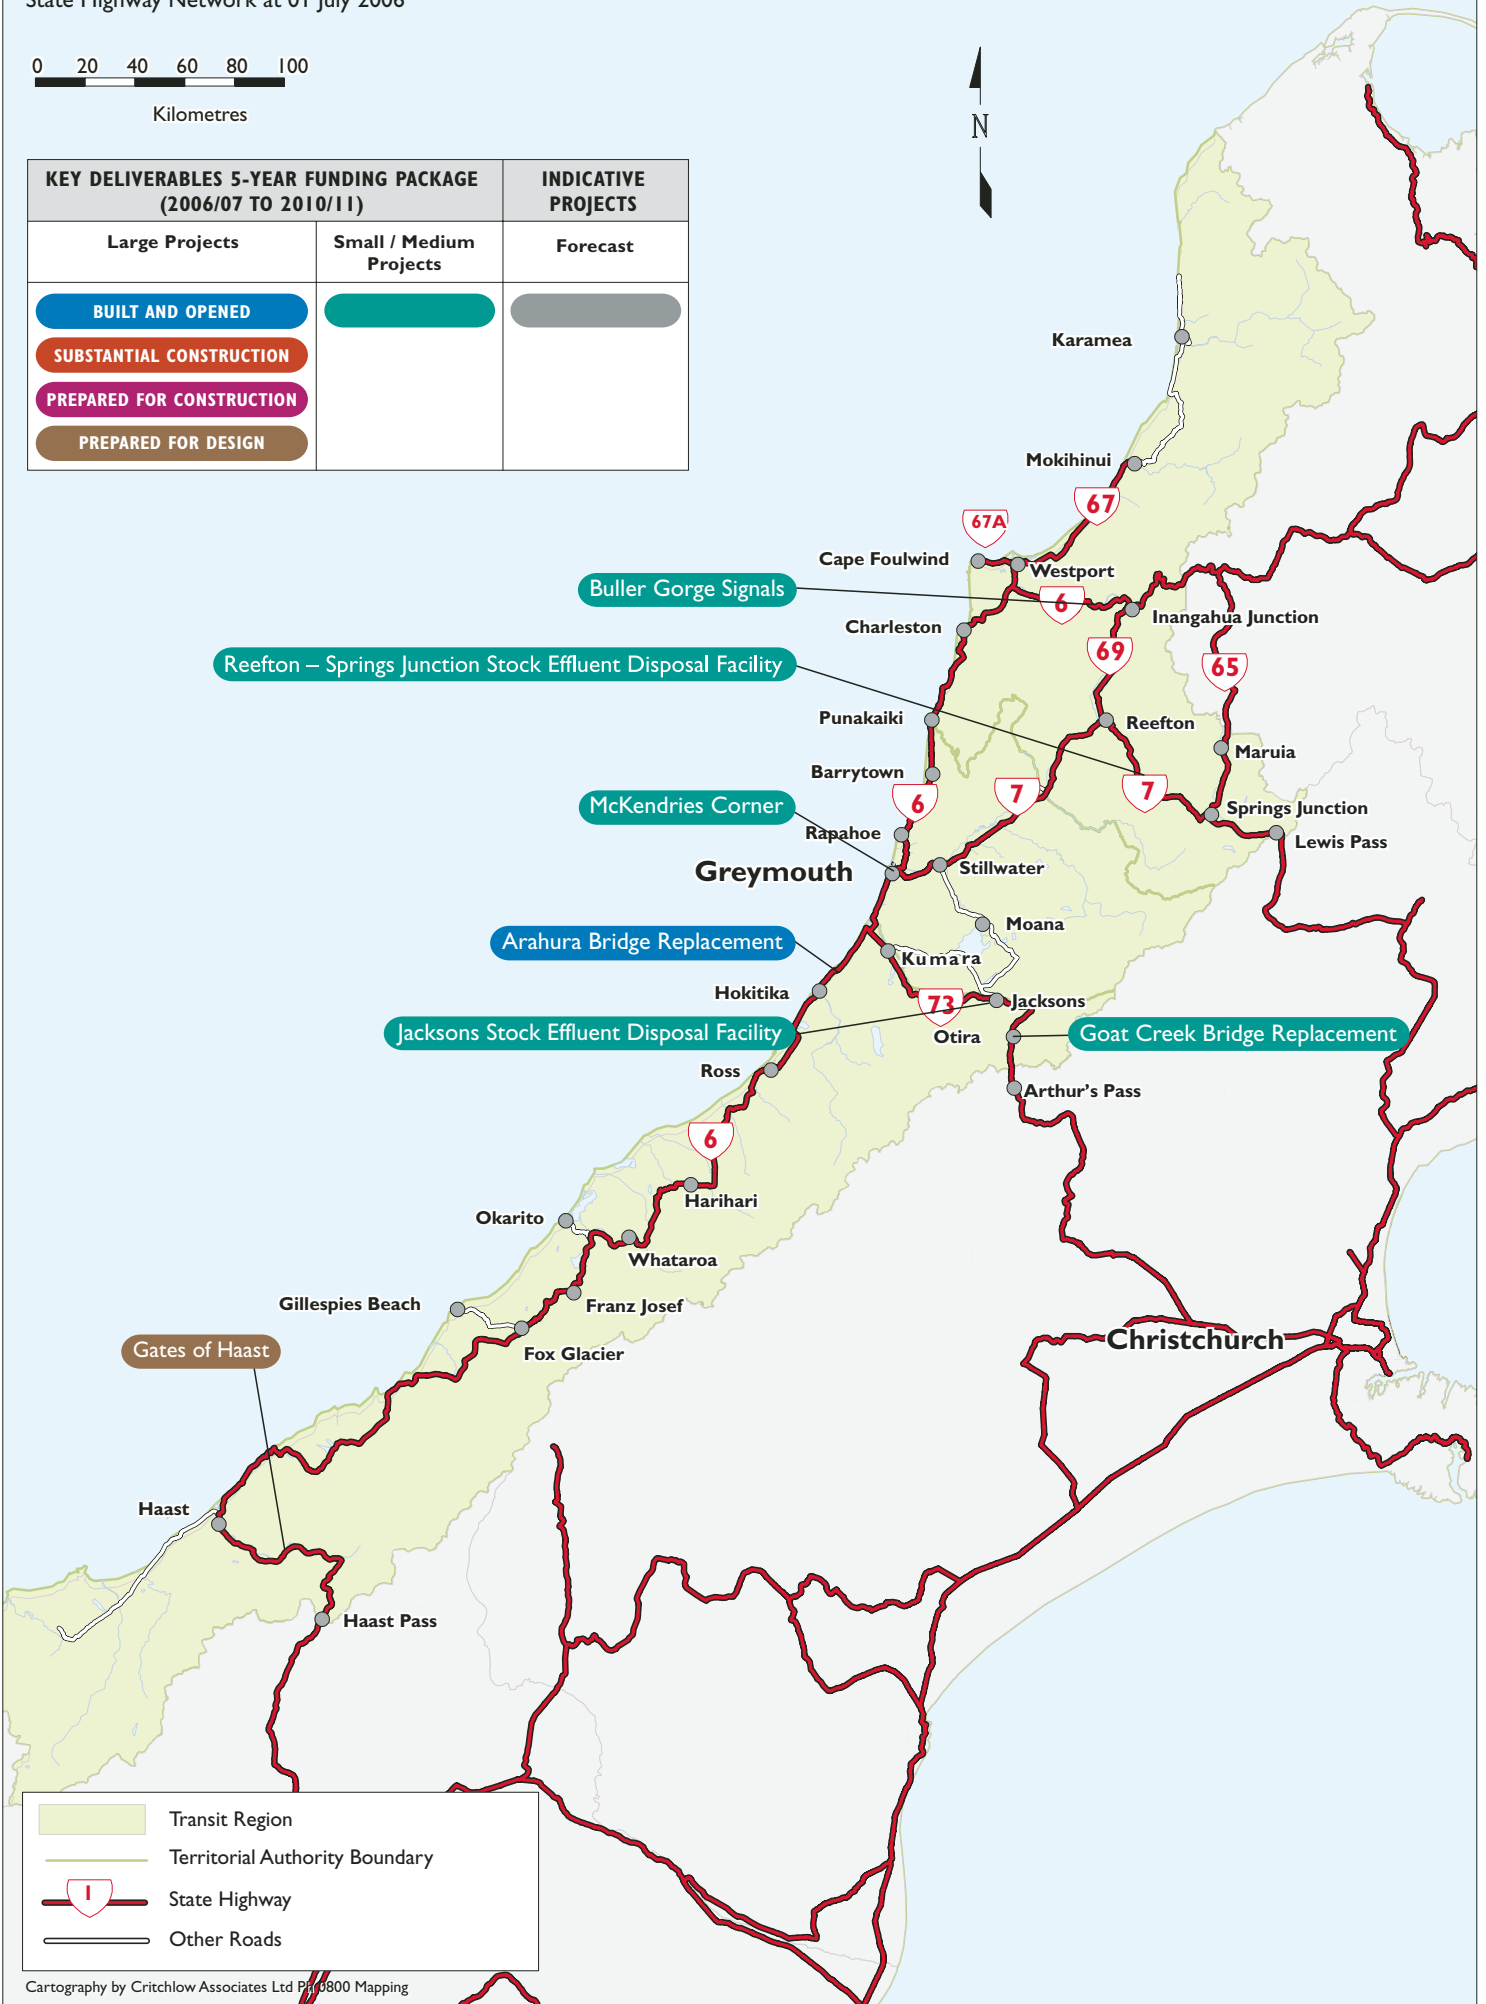 State Highway Network at 01 July 2006
0 20 40 60 80 100
Kilometres
N
KEY DELIVERABLES 5-YEAR FUNDING PACKAGE
(2006/07 TO 2010/11)
INDICATIVE
PROJECTS
Large Projects
Small / Medium
Projects
Forecast
BUILT AND OPENED
SUBSTANTIAL CONSTRUCTION
PREPARED FOR CONSTRUCTION
PREPARED FOR DESIGN
Karamea
Mokihinui
67
67A
Cape Foulwind
Westport
Buller Gorge Signals
6
Inangahua Junction
Charleston
69
Reefton – Springs Junction Stock Effluent Disposal Facility
65
Punakaiki
Reefton
Maruia
Barrytown
6
7
7
McKendries Corner
Springs Junction
Rapahoe
Lewis Pass
Greymouth
Stillwater
Moana
Arahura Bridge Replacement
Kumara
Hokitika
73
Jacksons
Jacksons Stock Effluent Disposal Facility
Otira
Goat Creek Bridge Replacement
Ross
Arthur's Pass
6
Harihari
Okarito
Whataroa
Gillespies Beach
Franz Josef
Christchurch
Gates of Haast
Fox Glacier
Haast
Haast Pass
Transit Region
Territorial Authority Boundary
1
State Highway
Other Roads
Cartography by Critchlow Associates Ltd Ph 0800 Mapping